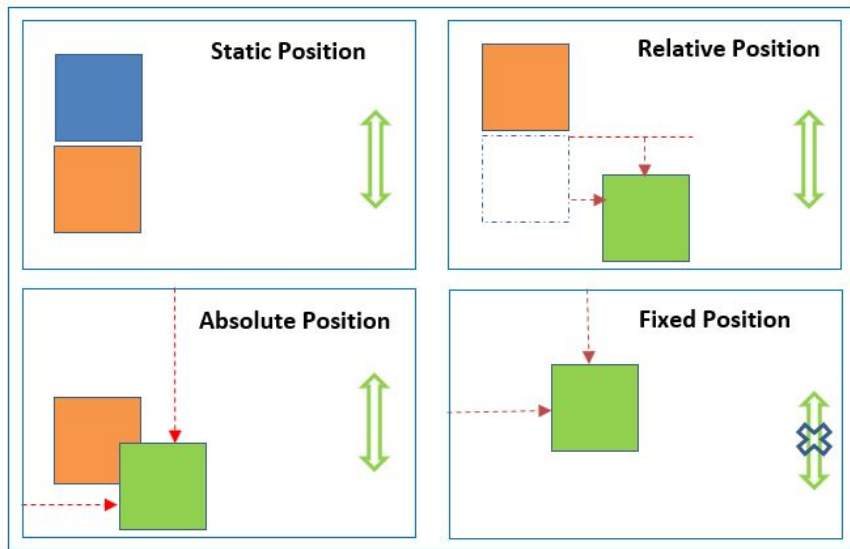 Static Position
Relative Position
Absolute Position
Fixed Position